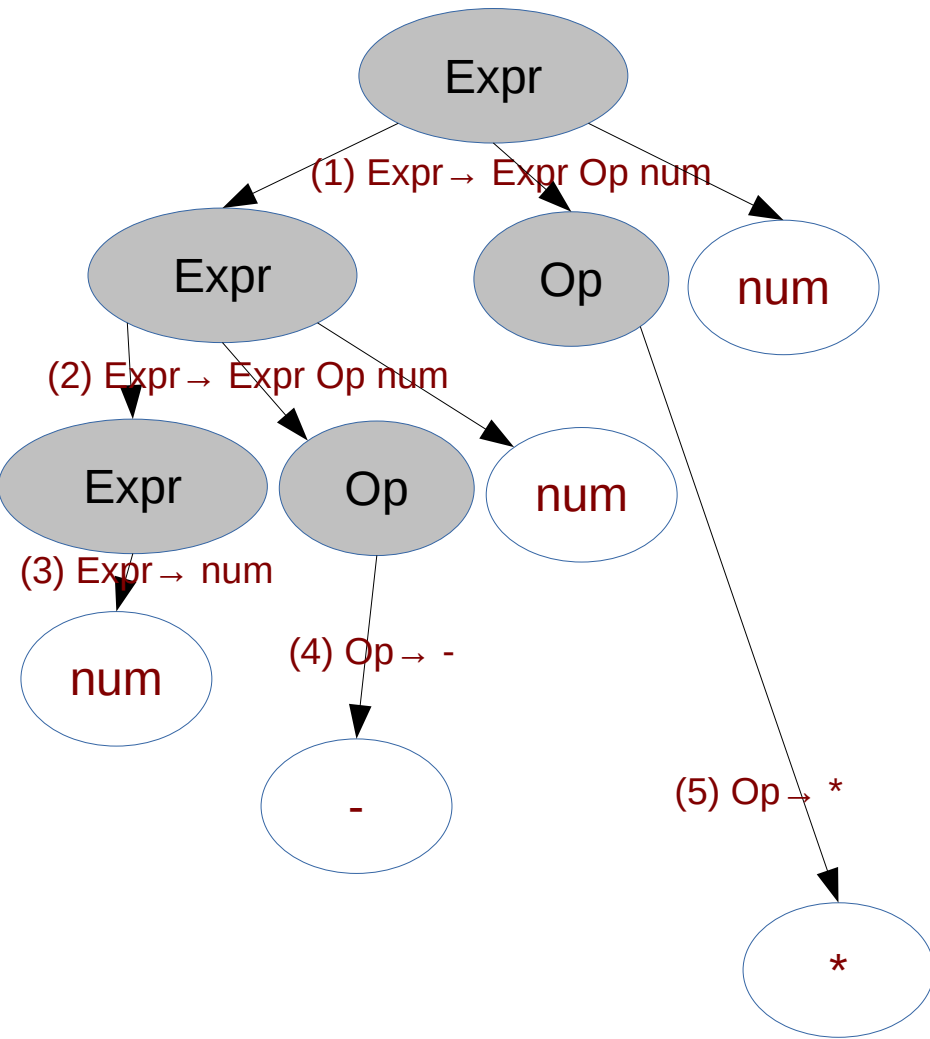 Expr
(1) Expr→ Expr Op num
Expr
Op
num
(2) Expr→ Expr Op num
Expr
Op
num
(3) Expr→ num
num
(4) Op→ -
-
(5) Op→ *
*